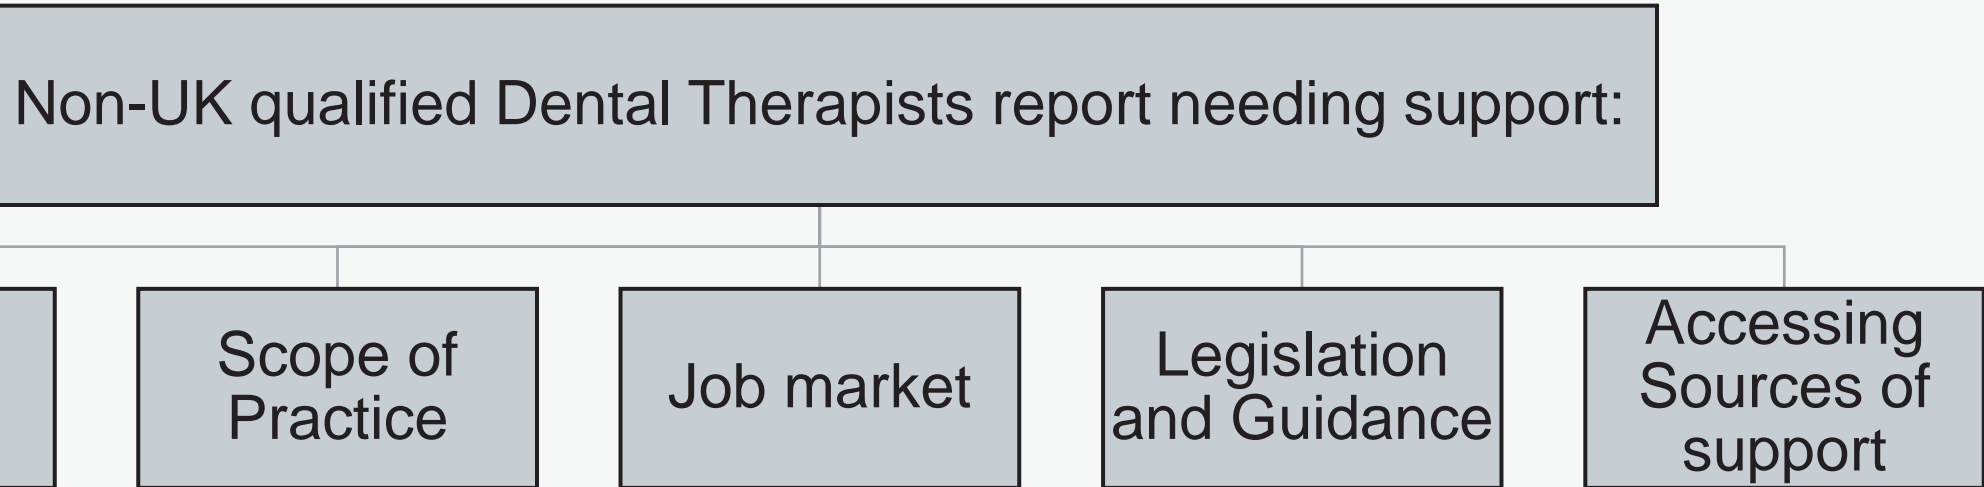 Non-UK qualified Dental Therapists report needing support:
Scope of
Practice
Job market
Legislation
and Guidance
Accessing
Sources of
support